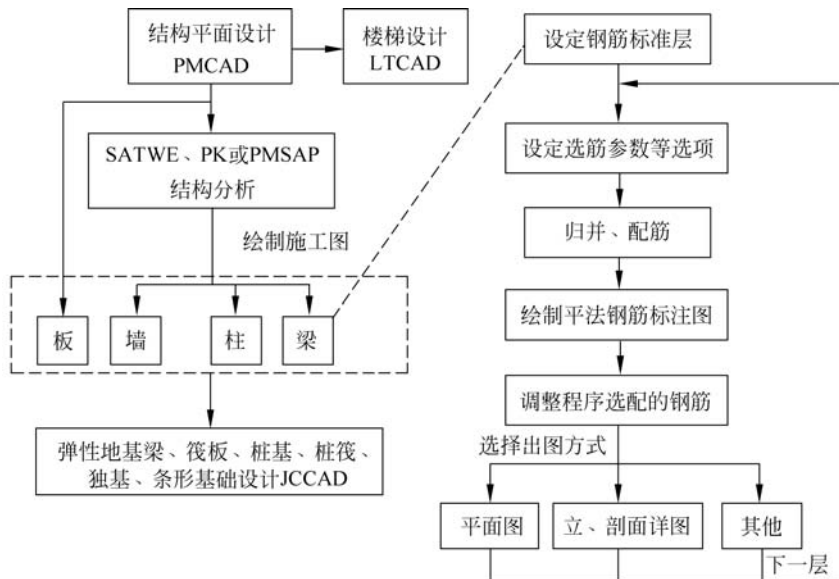 结构平面设计
PMCAD
楼梯设计
LTCAD
SATWE、PK或PMSAP
结构分析
绘制施工图
板
墙
柱
梁
弹性地基梁、筏板、桩基、桩筏、
独基、条形基础设计JCCAD
设定钢筋标准层
设定选筋参数等选项
归并、配筋
绘制平法钢筋标注图
调整程序选配的钢筋
选择出图方式
平面图
立、剖面详图
其他
下一层